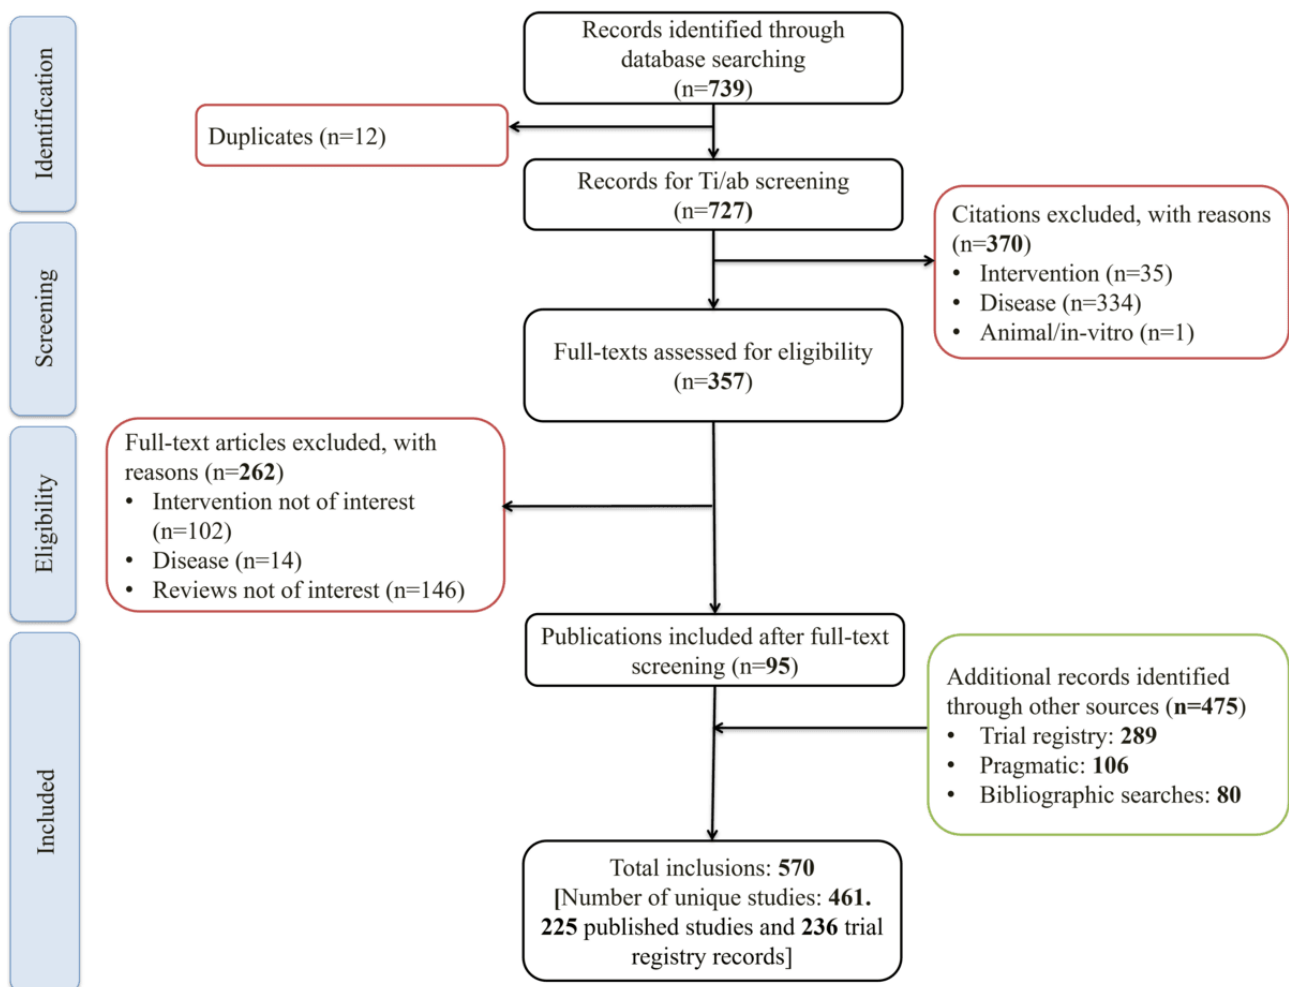 Identification
Records identified through
database searching
(n=739)
Duplicates (n=12)
Records for Ti/ab screening
(n=727)
Screening
Citations excluded, with reasons
(n=370)
• Intervention (n=35)
• Disease (n=334)
• Animal/in-vitro (n=1)
Full-texts assessed for eligibility
(n=357)
Eligibility
Full-text articles excluded, with
reasons (n=262)
• Intervention not of interest
(n=102)
• Disease (n=14)
• Reviews not of interest (n=146)
Included
Publications included after full-text
screening (n=95)
Additional records identified
through other sources (n=475)
• Trial registry: 289
• Pragmatic: 106
• Bibliographic searches: 80
Total inclusions: 570
[Number of unique studies: 461.
225 published studies and 236 trial
registry records]